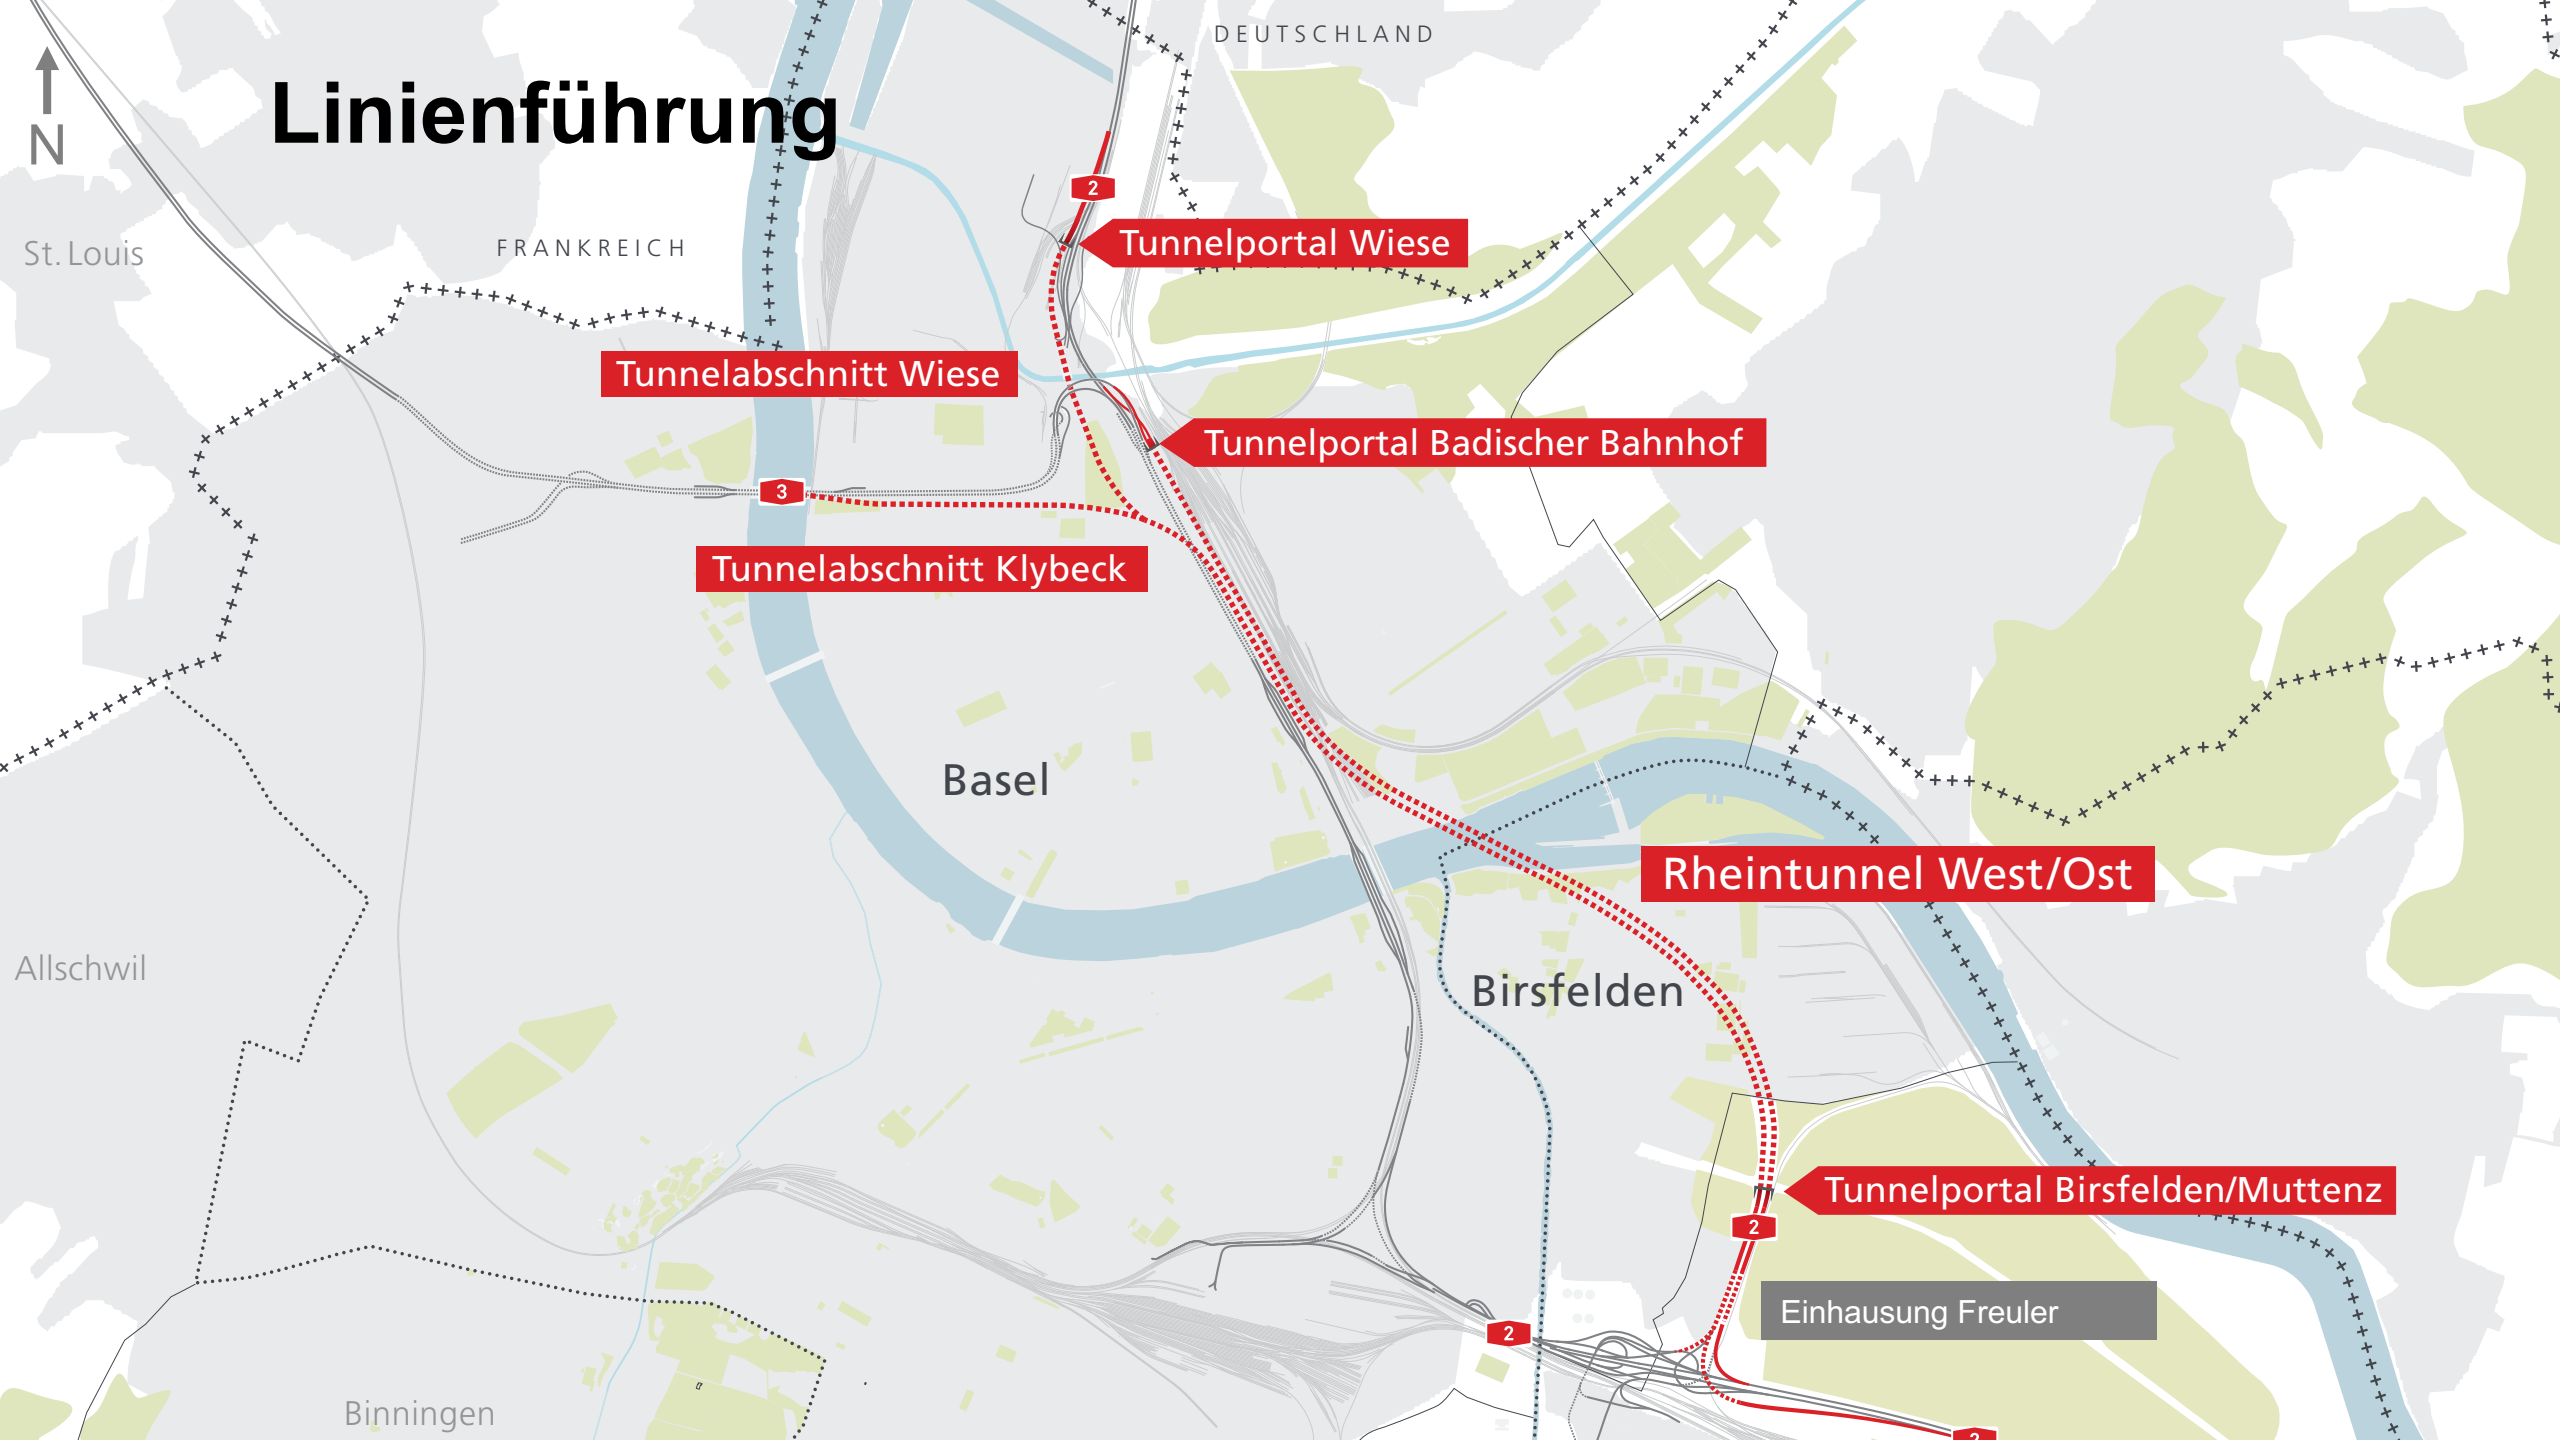 DEUTSCHLAND
Linienführung
N
2
Tunnelportal Wiese
FRANKREICH
St. Louis
Tunnelabschnitt Wiese
Tunnelportal Badischer Bahnhof
3
Tunnelabschnitt Klybeck
Basel
Rheintunnel West/Ost
Allschwil
Birsfelden
Tunnelportal Birsfelden/Muttenz
2
Einhausung Freuler
2
Binningen
2